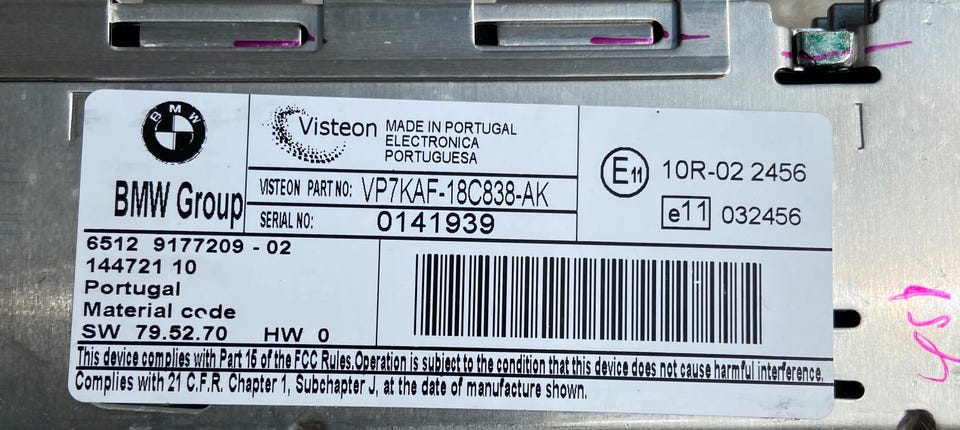 BMW
BMW Group
Visteon
MADE IN PORTUGAL
ELECTRONICA
PORTUGUESA
VISTEON PART NO: VP7KAF-18C838-AK
SERIAL NO: 0141939
E11 10R-02 2456
e11 032456
6512 9177209 - 02
144721 10
Portugal
Material code
SW 79.52.70 HW 0
This device complies with Part 15 of the FCC Rules.Operation is subject to the condition that this device does not cause harmful interference.
Complies with 21 C.F.R. Chapter 1, Subchapter J, at the date of manufacture shown.